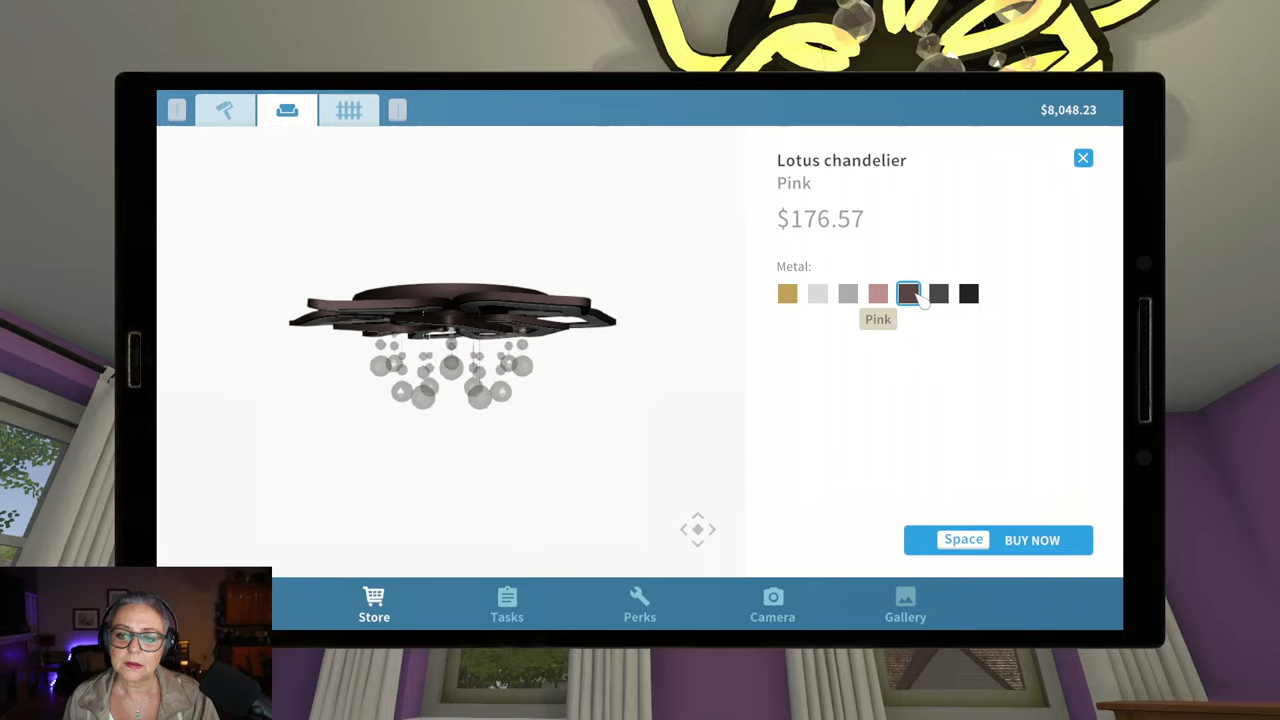 $8,048.23
Lotus chandelier
Pink
$176.57
Metal:
Pink
Space BUY NOW
Store
Tasks
Perks
Camera
Gallery